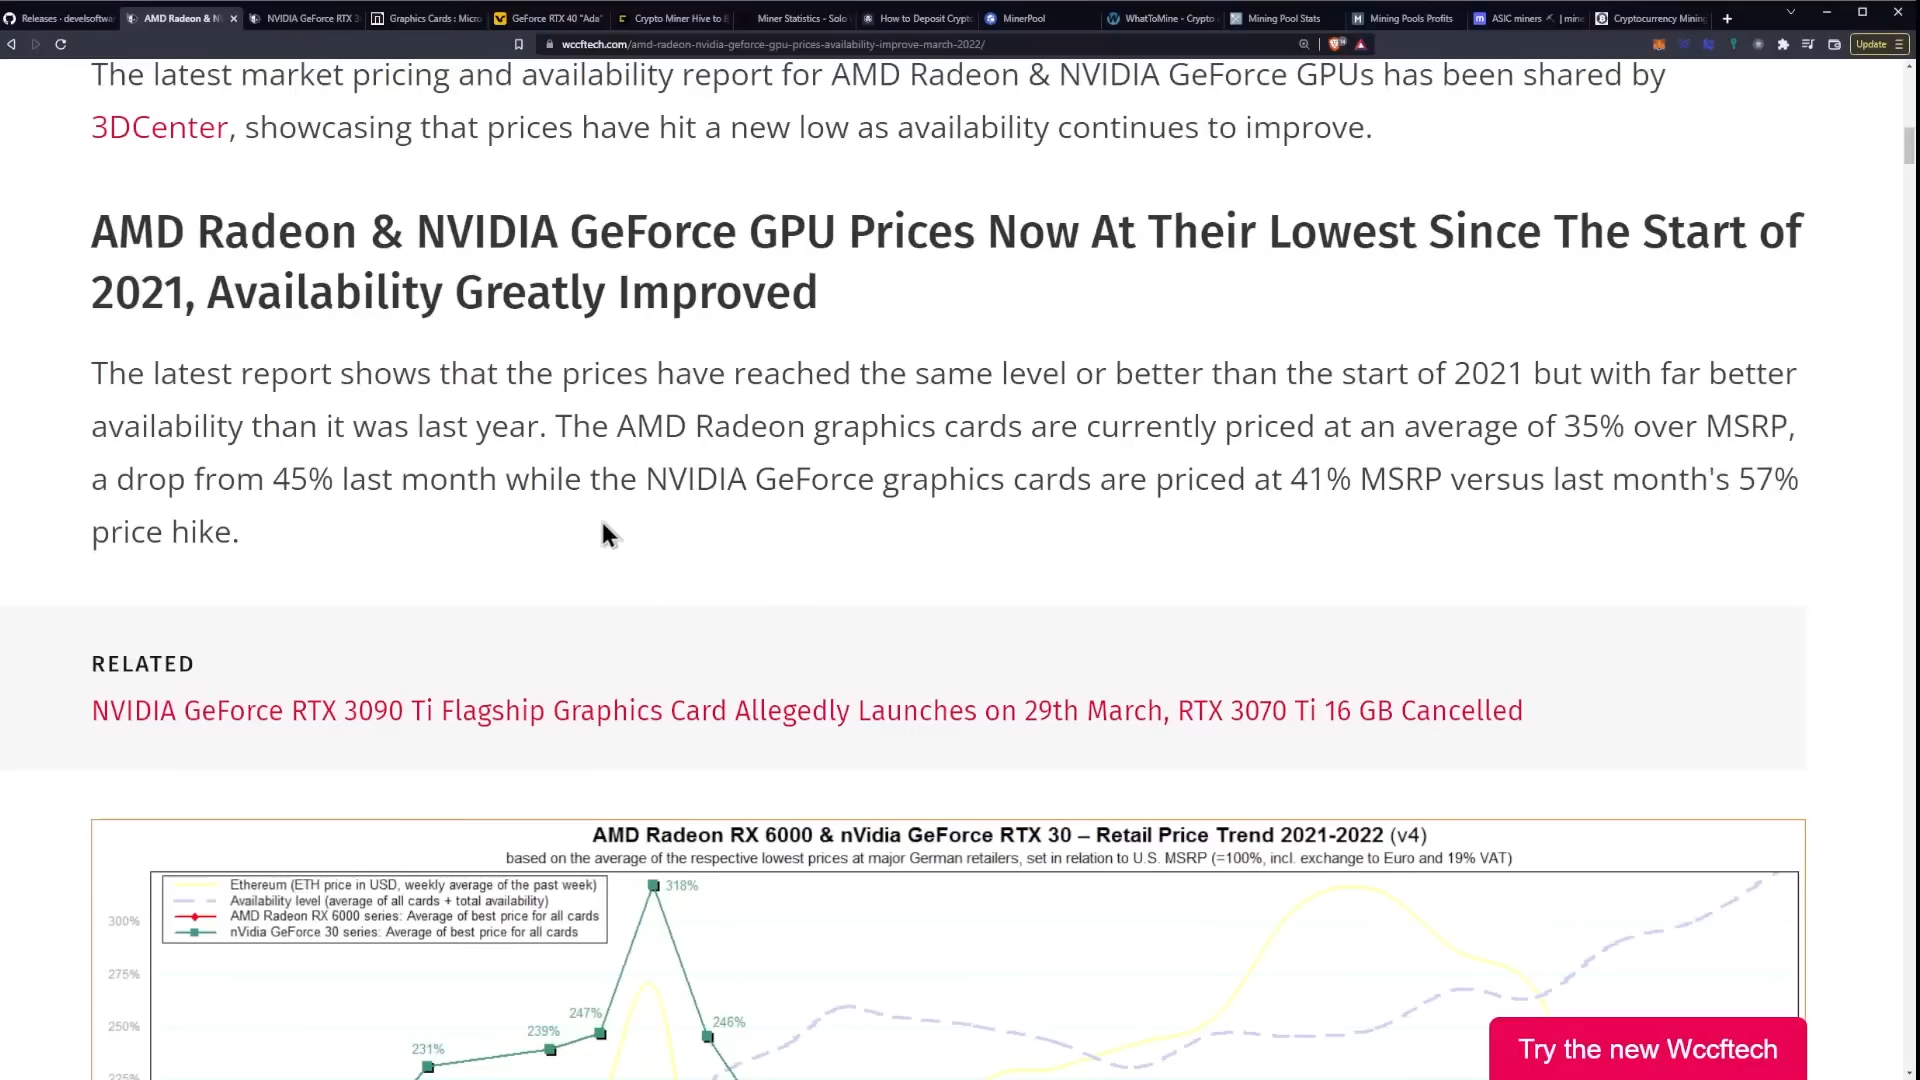 Releases · develsoftwa
AMD Radeon & N
NVIDIA GeForce RTX 3
Graphics Cards : Micro
GeForce RTX 40 "Ada"
Crypto Miner Hive to E
Miner Statistics - Solo
How to Deposit Crypto
MinerPool
WhatToMine - Crypto
Mining Pool Stats
Mining Pools Profits
ASIC miners
Cryptocurrency Mining
wccftech.com/amd-radeon-nvidia-geforce-gpu-prices-availability-improve-march-2022/
Update
The latest market pricing and availability report for AMD Radeon & NVIDIA GeForce GPUs has been shared by
3DCenter, showcasing that prices have hit a new low as availability continues to improve.
AMD Radeon & NVIDIA GeForce GPU Prices Now At Their Lowest Since The Start of
2021, Availability Greatly Improved
The latest report shows that the prices have reached the same level or better than the start of 2021 but with far better
availability than it was last year. The AMD Radeon graphics cards are currently priced at an average of 35% over MSRP,
a drop from 45% last month while the NVIDIA GeForce graphics cards are priced at 41% MSRP versus last month's 57%
price hike.
RELATED
NVIDIA GeForce RTX 3090 Ti Flagship Graphics Card Allegedly Launches on 29th March, RTX 3070 Ti 16 GB Cancelled
AMD Radeon RX 6000 & nVidia GeForce RTX 30 – Retail Price Trend 2021-2022 (v4)
based on the average of the respective lowest prices at major German retailers, set in relation to U.S. MSRP (=100%, incl. exchange to Euro and 19% VAT)
Ethereum (ETH price in USD, weekly average of the past week)
Availability level (average of all cards + total availability)
AMD Radeon RX 6000 series: Average of best price for all cards
nVidia GeForce 30 series: Average of best price for all cards
318%
300%
275%
247%
246%
239%
250%
231%
225%
Try the new Wccftech